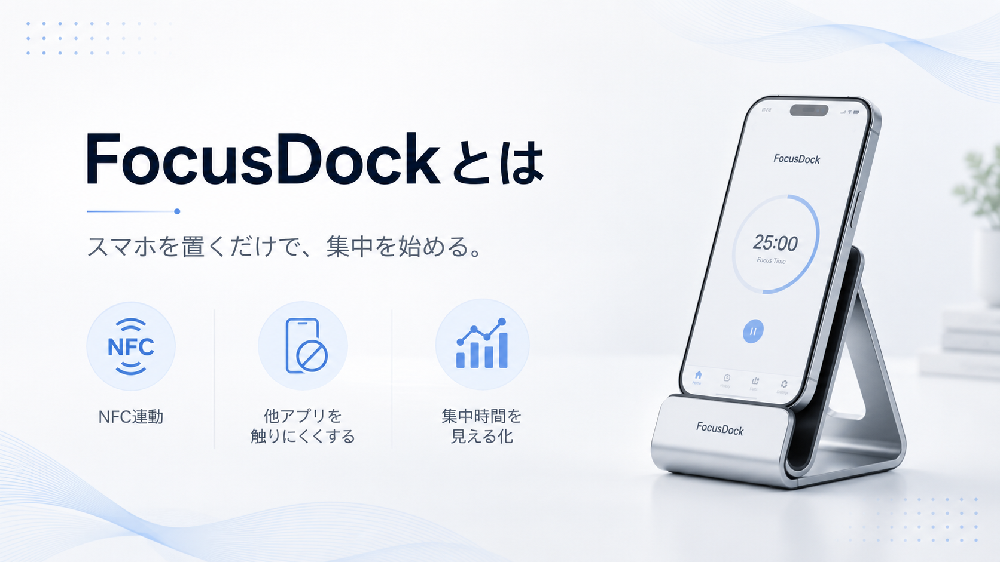 FocusDockとは
スマホを置くだけで、集中を始める。
NFC
NFC連動
他アプリを
触りにくくする
集中時間を
見える化
FocusDock
25:00
Focus Time
Home
FocusDock